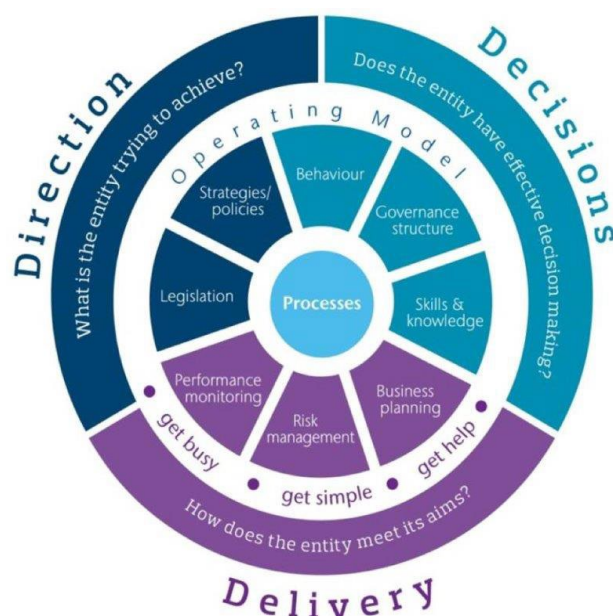 Direction
What is the entity trying to achieve?
Decisions
Does the entity have effective decision making?
Operating Model
Strategies/
policies
Behaviour
Governance
structure
Legislation
Processes
Skills &
knowledge
Performance
monitoring
Risk
management
Business
planning
get busy
get simple
get help
How does the entity meet its aims?
Delivery